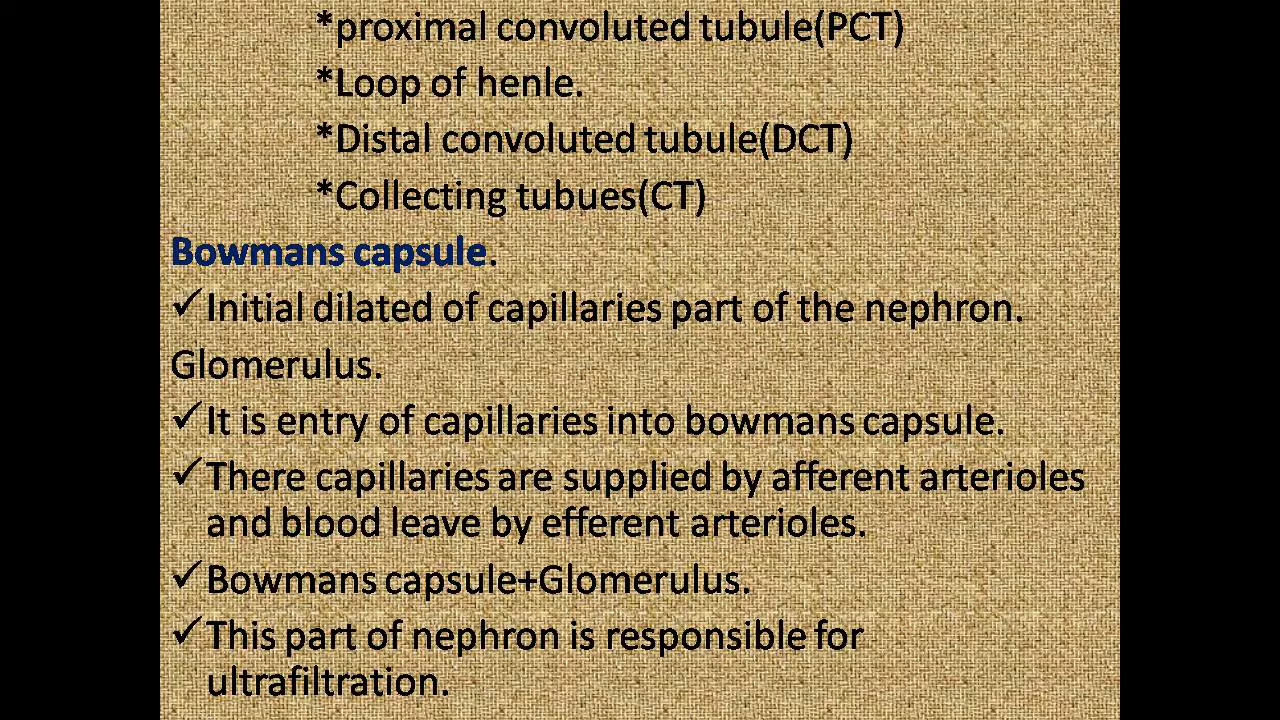 *proximal convoluted tubule(PCT)
*Loop of henle.
*Distal convoluted tubule(DCT)
*Collecting tubues(CT)
Bowmans capsule.
✓Initial dilated of capillaries part of the nephron.
Glomerulus.
✓It is entry of capillaries into bowmans capsule.
✓There capillaries are supplied by afferent arterioles
and blood leave by efferent arterioles.
✓Bowmans capsule+Glomerulus.
✓This part of nephron is responsible for
ultrafiltration.